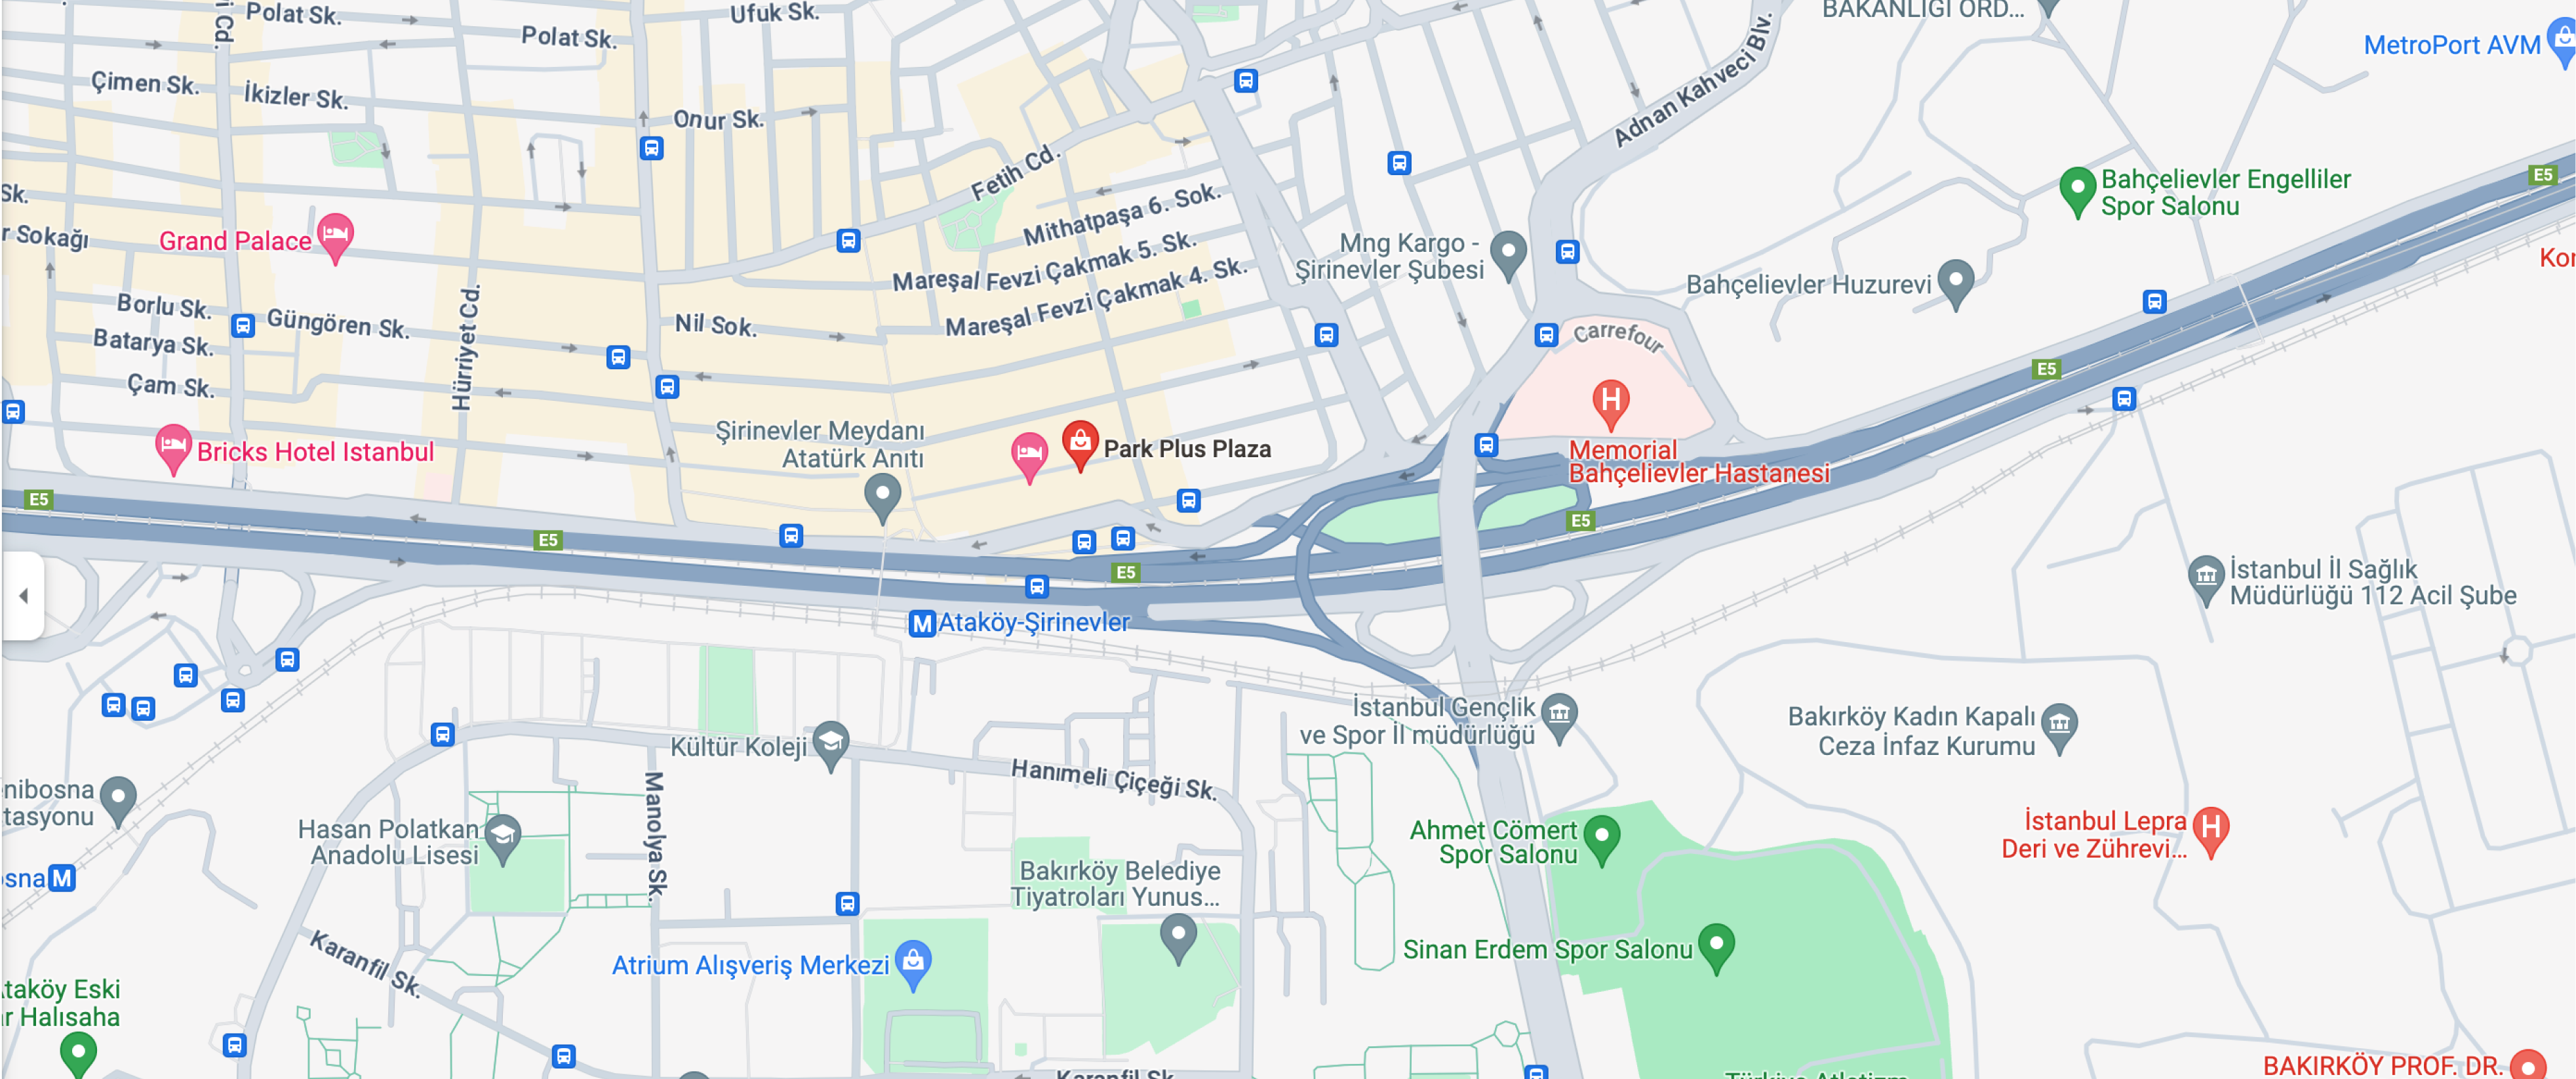 Polat Sk.
Ufuk Sk.
Polat Sk.
BAKANLIĞI ORD...
MetroPort AVM
Çimen Sk.
İkizler Sk.
Onur Sk.
Adnan Kahveci Blv.
Fetih Cd.
Sk.
Mithatpaşa 6. Sok.
Bahçelievler Engelliler
Spor Salonu
E5
r Sokağı
Grand Palace
Mareşal Fevzi Çakmak 5. Sk.
Mng Kargo -
Şirinevler Şubesi
Kor
Mareşal Fevzi Çakmak 4. Sk.
Bahçelievler Huzurevi
Borlu Sk.
Güngören Sk.
Hürriyet Cd.
Nil Sok.
Carrefour
Batarya Sk.
Çam Sk.
E5
H
Bricks Hotel Istanbul
Şirinevler Meydanı
Atatürk Anıtı
Park Plus Plaza
Memorial
Bahçelievler Hastanesi
E5
E5
E5
E5
M Ataköy-Şirinevler
İstanbul İl Sağlık
Müdürlüğü 112 Acil Şube
İstanbul Gençlik
ve Spor İl müdürlüğü
Bakırköy Kadın Kapalı
Ceza İnfaz Kurumu
Kültür Koleji
Hanımeli Çiçeği Sk.
nibosna
tasyonu
Manolya Sk.
Hasan Polatkan
Anadolu Lisesi
Ahmet Cömert
Spor Salonu
İstanbul Lepra
Deri ve Zührevi...
H
osna M
Bakırköy Belediye
Tiyatroları Yunus...
Karanfil Sk.
Atrium Alışveriş Merkezi
Sinan Erdem Spor Salonu
taköy Eski
r Halısaha
Karanfil Sk.
Türkiye Atletizm
BAKIRKÖY PROF. DR.